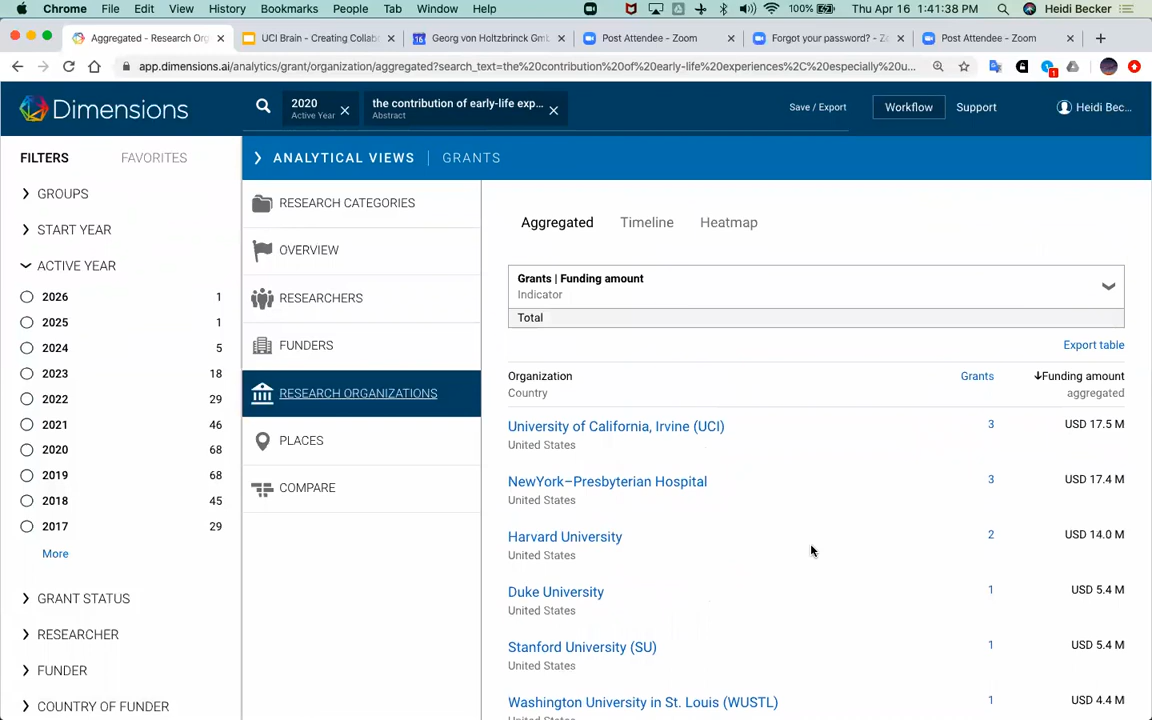 Chrome File Edit View History Bookmarks People Tab Window Help 100% Thu Apr 16 1:41:38 PM Heidi Becker
Aggregated - Research Org
UCI Brain - Creating Collab
Georg von Holtzbrinck Gmb
Post Attendee - Zoom
Forgot your password? - Zo
Post Attendee - Zoom
app.dimensions.ai/analytics/grant/organization/aggregated?search_text=the%20contribution%20of%20early-life%20experiences%2C%20especially%20u...
1
Dimensions
2020
Active Year
the contribution of early-life exp...
Abstract
Save / Export
Workflow
Support
Heidi Bec...
FILTERS
FAVORITES
GROUPS
START YEAR
ACTIVE YEAR
2026 1
2025 1
2024 5
2023 18
2022 29
2021 46
2020 68
2019 68
2018 45
2017 29
More
GRANT STATUS
RESEARCHER
FUNDER
COUNTRY OF FUNDER
ANALYTICAL VIEWS GRANTS
RESEARCH CATEGORIES
OVERVIEW
RESEARCHERS
FUNDERS
RESEARCH ORGANIZATIONS
PLACES
COMPARE
Aggregated Timeline Heatmap
Grants | Funding amount
Indicator
Total
Export table
Organization Grants Funding amount
Country aggregated
University of California, Irvine (UCI) 3 USD 17.5 M
United States
NewYork–Presbyterian Hospital 3 USD 17.4 M
United States
Harvard University 2 USD 14.0 M
United States
Duke University 1 USD 5.4 M
United States
Stanford University (SU) 1 USD 5.4 M
United States
Washington University in St. Louis (WUSTL) 1 USD 4.4 M